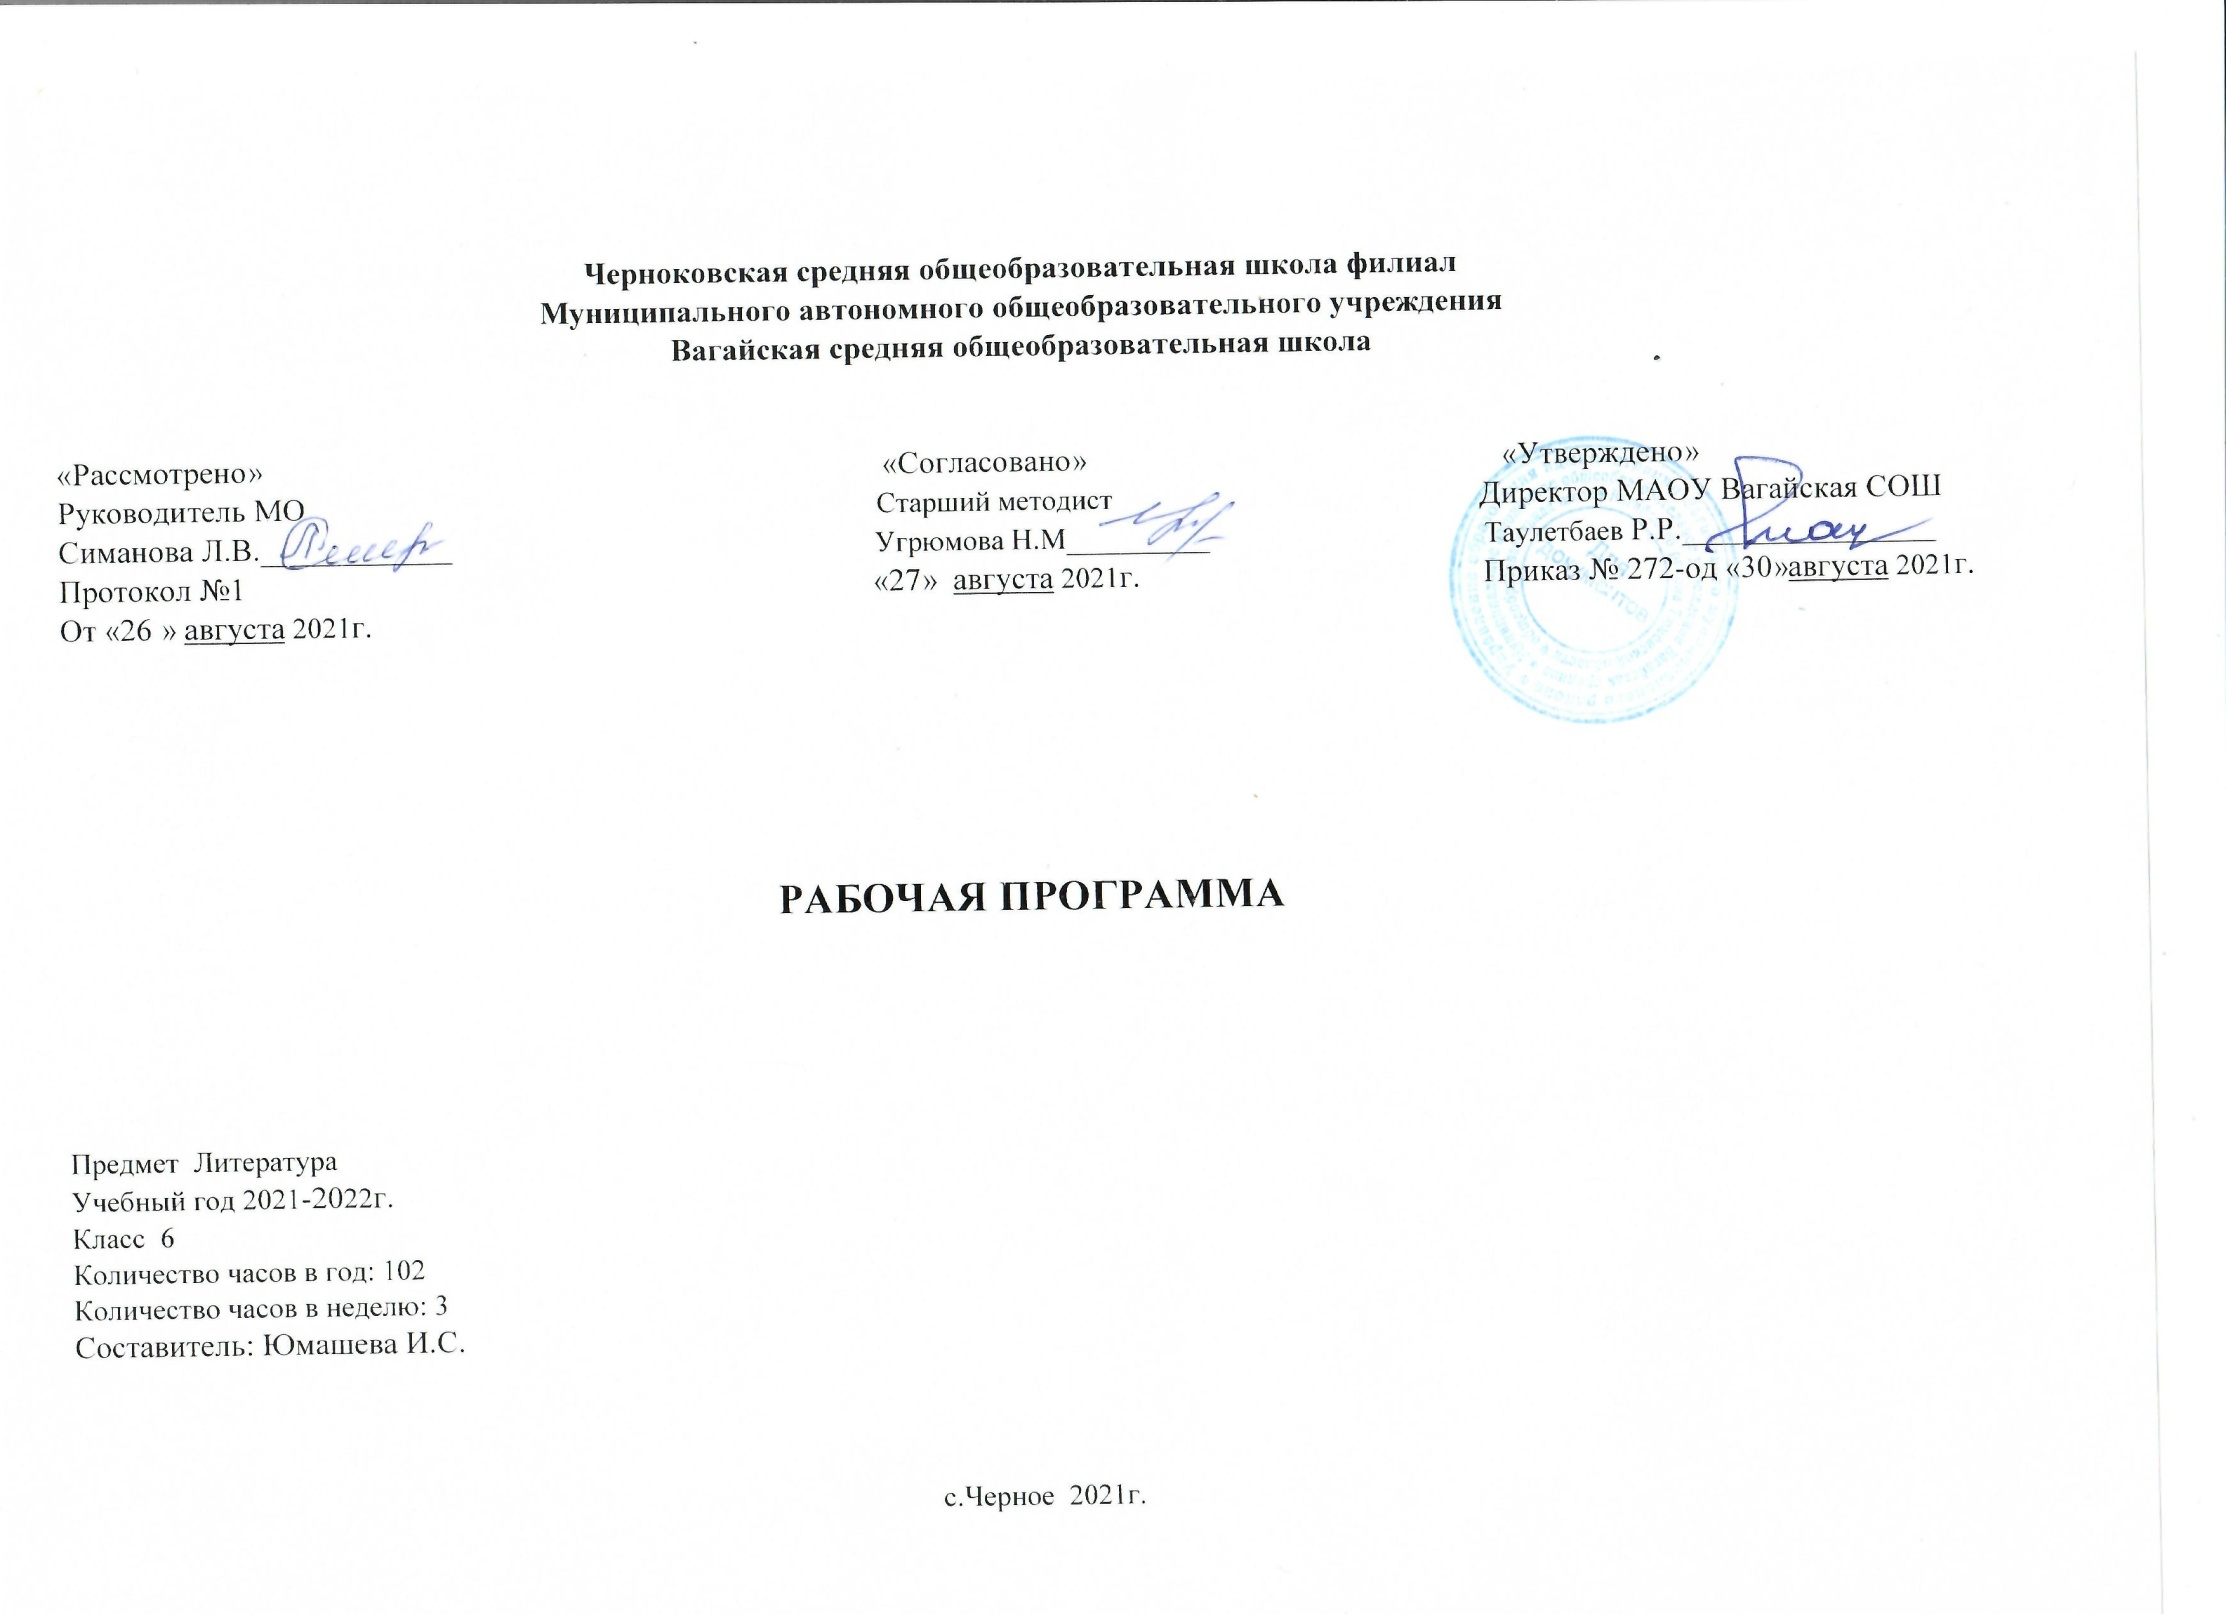 Черноковская средняя общеобразовательная школа филиал
Муниципального автономного общеобразовательного учреждения
Вагайская средняя общеобразовательная школа
«Рассмотрено»
Руководитель МО
Симанова Л.В.
Протокол №1
От «26 » августа 2021г.
«Согласовано»
Старший методист
Угрюмова Н.М
«27» августа 2021г.
«Утверждено»
Директор МАОУ Вагайская СОШ
Таулетбаев Р.Р.
Приказ № 272-од «30»августа 2021г.
Для
документов
РАБОЧАЯ ПРОГРАММА
Предмет Литература
Учебный год 2021-2022г.
Класс 6
Количество часов в год: 102
Количество часов в неделю: 3
Составитель: Юмашева И.С.
с.Черное 2021г.